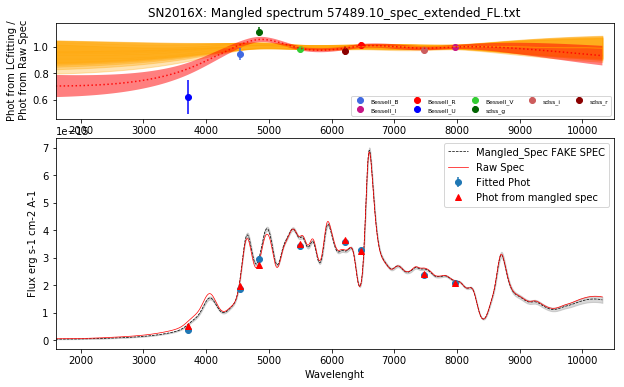 SN2016X: Mangled spectrum 57489.10_spec_extended_FL.txt
Phot from LCfitting /
Phot from Raw Spec
1.0
0.8
0.6
Bessell_B
Bessell_R
Bessell_V
sdss_i
sdss_r
Bessell_I
Bessell_U
sdss_g
2000 3000 4000 5000 6000 7000 8000 9000 10000
1e−15
Flux erg s-1 cm-2 A-1
7
6
5
4
3
2
1
0
Mangled_Spec FAKE SPEC
Raw Spec
Fitted Phot
Phot from mangled spec
2000 3000 4000 5000 6000 7000 8000 9000 10000
Wavelenght